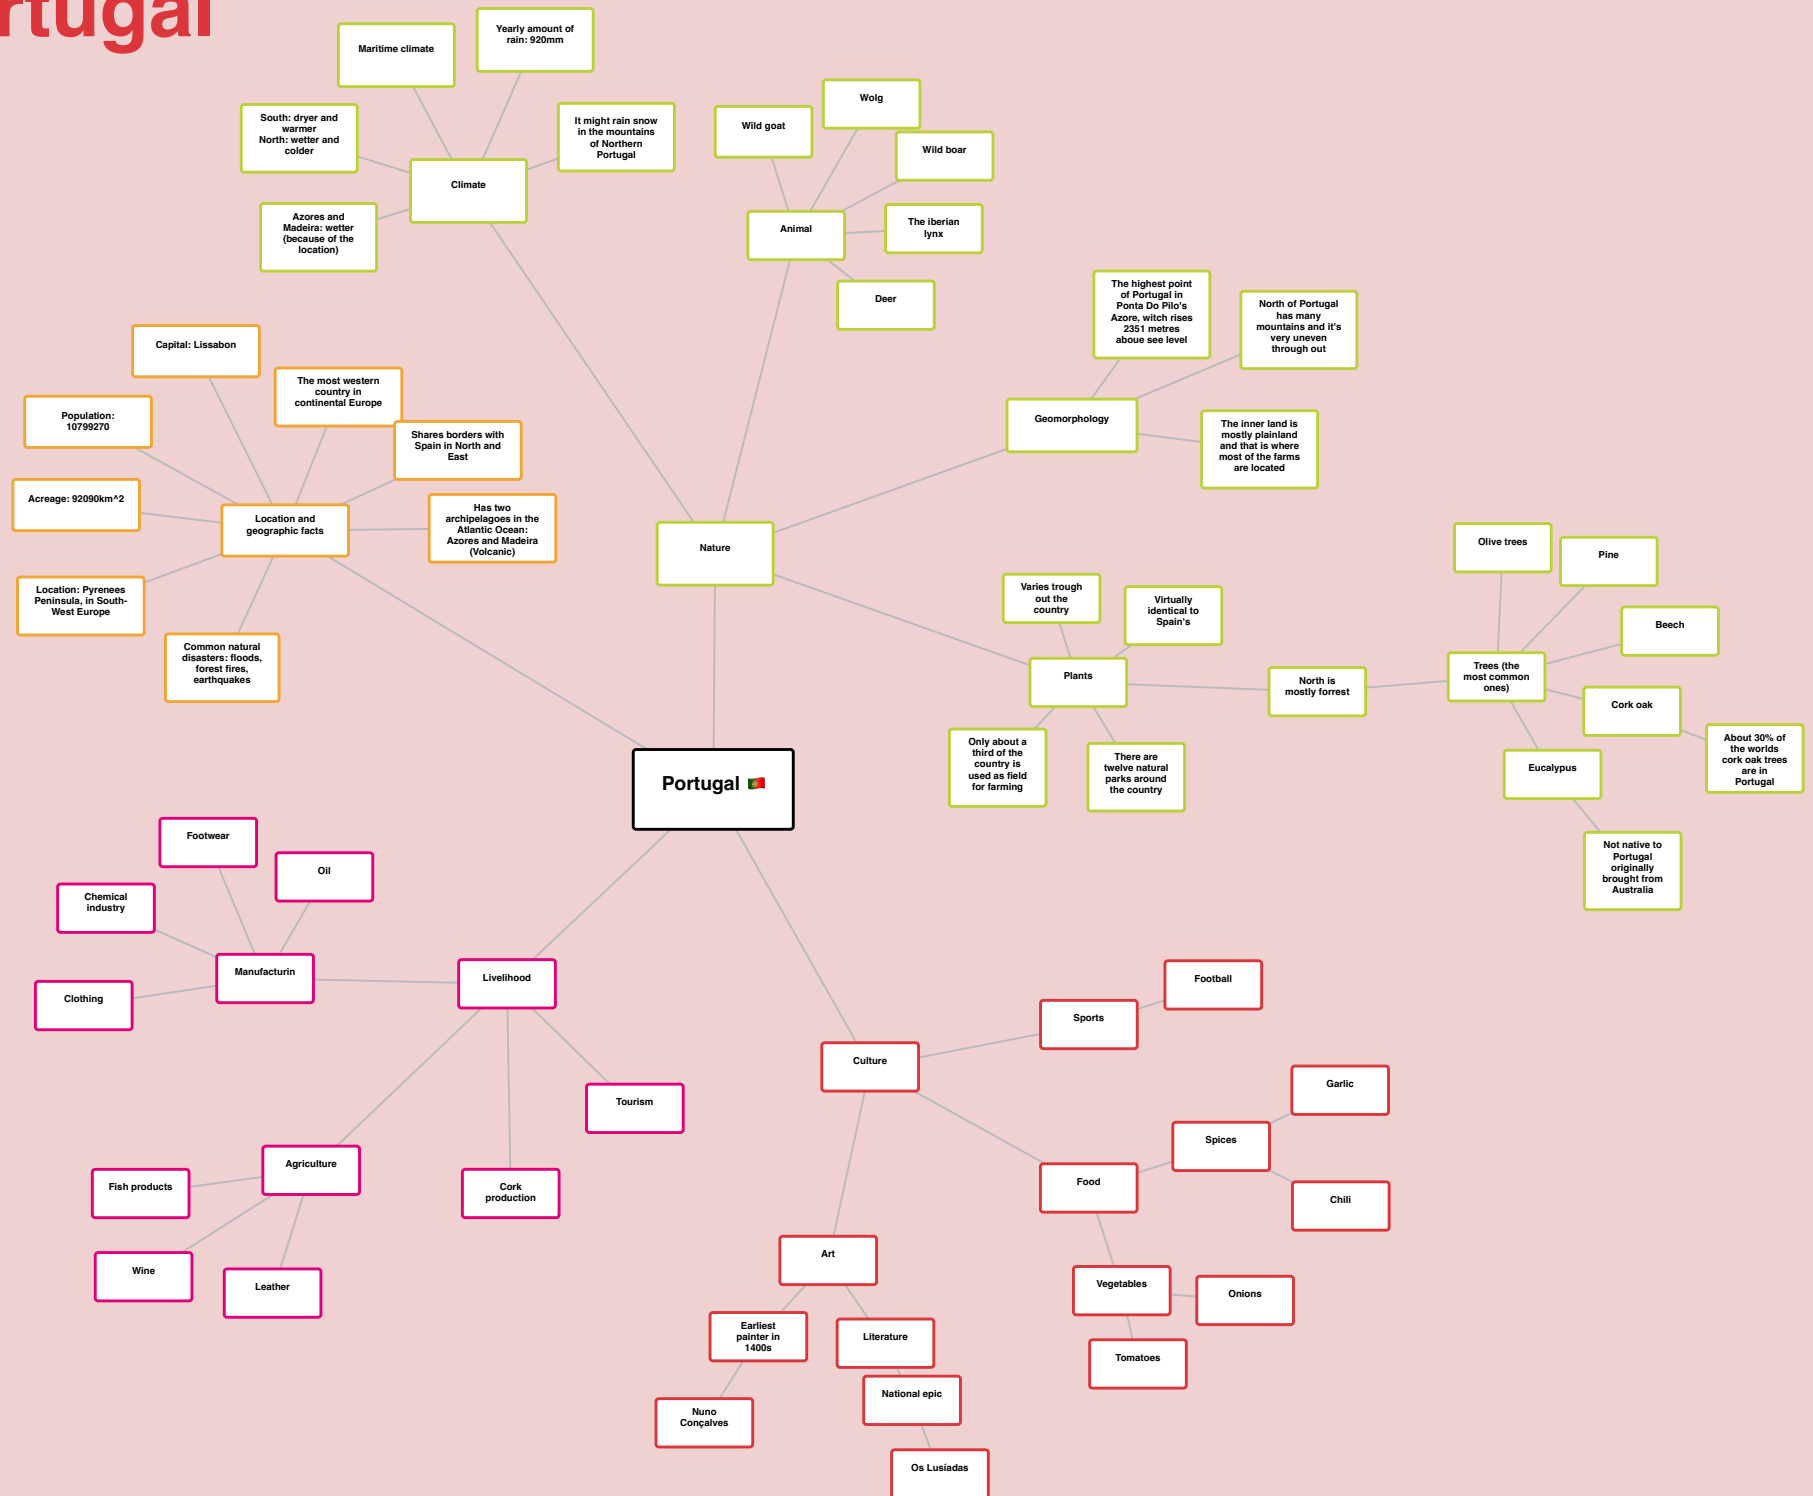 rtugal
Maritime climate
Yearly amount of
rain: 920mm
South: dryer and
warmer
North: wetter and
colder
It might rain snow
in the mountains
of Northern
Portugal
Climate
Azores and
Madeira: wetter
(because of the
location)
Wild goat
Wolg
Wild boar
Animal
The iberian
lynx
Deer
The highest point
of Portugal in
Ponta Do Pilo's
Azore, witch rises
2351 metres
aboue see level
North of Portugal
has many
mountains and it's
very uneven
through out
Geomorphology
The inner land is
mostly plainland
and that is where
most of the farms
are located
Capital: Lissabon
The most western
country in
continental Europe
Population:
10799270
Shares borders with
Spain in North and
East
Acreage: 92090km^2
Location and
geographic facts
Has two
archipelagoes in the
Atlantic Ocean:
Azores and Madeira
(Volcanic)
Location: Pyrenees
Peninsula, in South-
West Europe
Common natural
disasters: floods,
forest fires,
earthquakes
Nature
Varies trough
out the
country
Virtually
identical to
Spain's
Plants
North is
mostly forrest
Only about a
third of the
country is
used as field
for farming
There are
twelve natural
parks around
the country
Olive trees
Pine
Beech
Trees (the
most common
ones)
Cork oak
About 30% of
the worlds
cork oak trees
are in
Portugal
Eucalypus
Not native to
Portugal
originally
brought from
Australia
Portugal 🇵🇹
Footwear
Oil
Chemical
industry
Manufacturin
Livelihood
Clothing
Tourism
Agriculture
Fish products
Cork
production
Wine
Leather
Culture
Sports
Football
Garlic
Spices
Food
Chili
Vegetables
Onions
Tomatoes
Art
Earliest
painter in
1400s
Literature
Nuno
Conçalves
National epic
Os Lusíadas